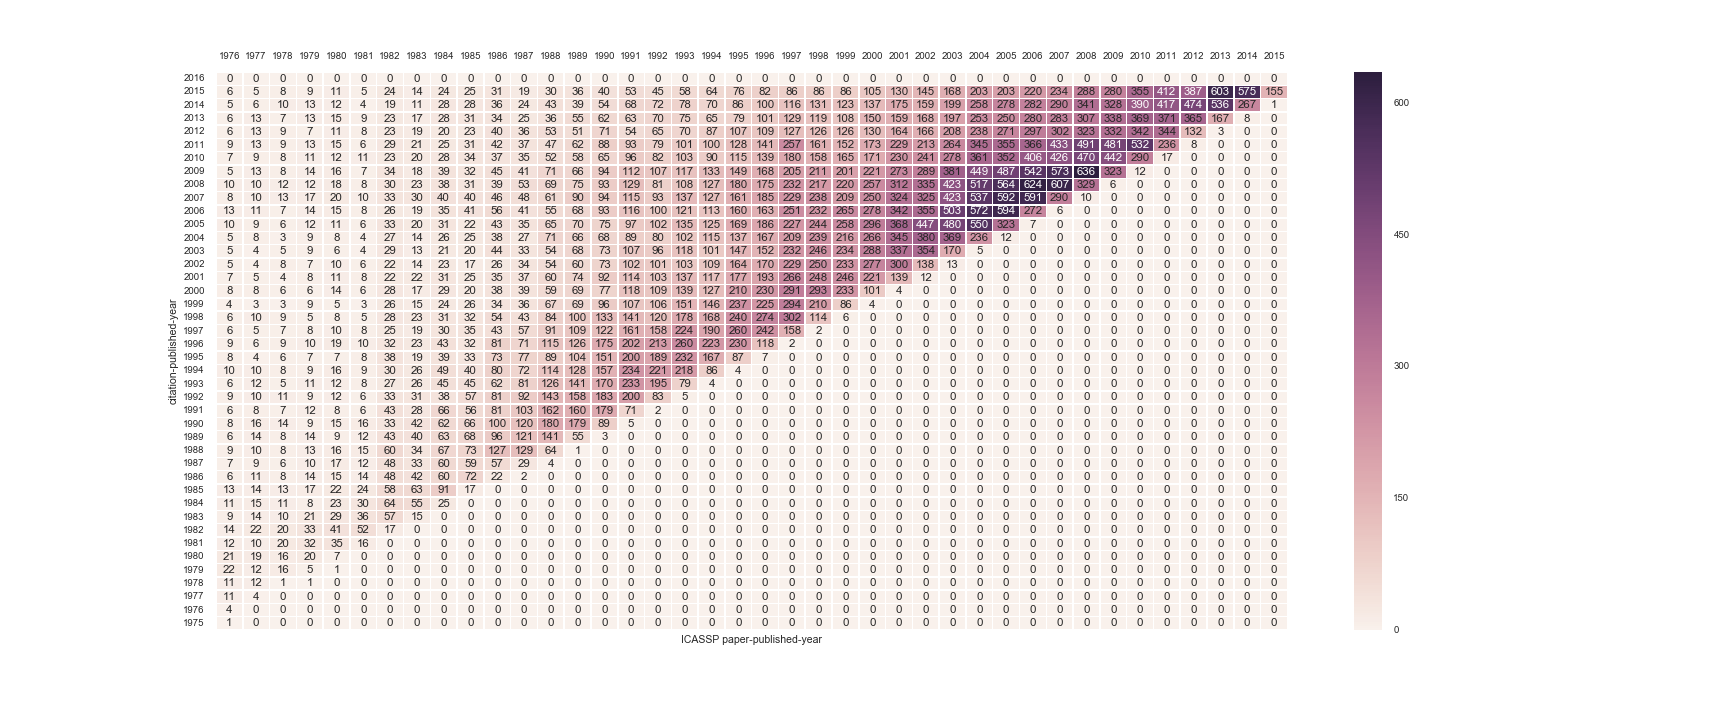 1976 1977 1978 1979 1980 1981 1982 1983 1984 1985 1986 1987 1988 1989 1990 1991 1992 1993 1994 1995 1996 1997 1998 1999 2000 2001 2002 2003 2004 2005 2006 2007 2008 2009 2010 2011 2012 2013 2014 2015
2016 0 0 0 0 0 0 0 0 0 0 0 0 0 0 0 0 0 0 0 0 0 0 0 0 0 0 0 0 0 0 0 0 0 0 0 0 0 0 0 0
2015 6 5 8 9 11 5 24 14 24 25 31 19 30 36 40 53 45 58 64 76 82 86 86 86 105 130 145 168 203 203 220 234 288 280 355 412 387 603 575 155
2014 5 6 10 13 12 4 19 11 28 28 36 24 43 39 54 68 72 78 70 86 100 116 131 123 137 175 159 199 258 278 282 290 341 328 390 417 474 536 267 1
2013 6 13 7 13 15 9 23 17 28 31 34 25 36 55 62 63 70 75 65 79 101 129 119 108 150 159 168 197 253 250 280 283 307 338 369 371 365 167 8 0
2012 6 13 9 7 11 8 23 19 20 23 40 36 53 51 71 54 65 70 87 107 109 127 126 126 130 164 166 208 238 271 297 302 323 332 342 344 132 3 0 0
2011 9 13 9 13 15 6 29 21 25 31 42 37 47 62 88 93 79 101 100 128 141 257 161 152 173 229 213 264 345 355 366 433 491 481 532 236 8 0 0 0
2010 7 9 8 11 12 11 23 20 28 34 37 35 52 58 65 96 82 103 90 115 139 180 158 165 171 230 241 278 361 352 406 426 470 442 290 17 0 0 0 0
2009 5 13 8 14 16 7 34 18 39 32 45 41 71 66 94 112 107 117 133 149 168 205 211 201 221 273 289 381 449 487 542 573 636 323 12 0 0 0 0 0
2008 10 10 12 12 18 8 30 23 38 31 39 53 69 75 93 129 81 108 127 180 175 232 217 220 257 312 335 423 517 564 624 607 329 6 0 0 0 0 0 0
2007 8 10 13 17 20 10 33 30 40 40 46 48 61 90 94 115 93 137 127 161 185 229 238 209 250 324 325 423 537 592 591 290 10 0 0 0 0 0 0 0
2006 13 11 7 14 15 8 26 19 35 41 56 41 55 68 93 116 100 121 113 160 163 251 232 265 278 342 355 503 572 594 272 6 0 0 0 0 0 0 0 0
2005 10 9 6 12 11 6 33 20 31 22 43 35 65 70 75 97 102 135 125 169 186 227 244 258 296 368 447 480 550 323 7 0 0 0 0 0 0 0 0 0
2004 5 8 3 9 8 4 27 14 26 25 38 27 71 66 68 89 80 102 115 137 167 209 239 216 266 345 380 369 236 12 0 0 0 0 0 0 0 0 0 0
2003 5 4 5 9 6 4 29 13 21 20 44 33 54 68 73 107 96 118 101 147 152 232 246 234 288 337 354 170 5 0 0 0 0 0 0 0 0 0 0 0
2002 5 4 8 7 10 6 22 14 23 17 26 34 54 60 73 102 101 103 109 164 170 229 250 233 277 300 138 13 0 0 0 0 0 0 0 0 0 0 0 0
2001 7 5 4 8 11 8 22 22 31 25 35 37 60 74 92 114 103 137 117 177 193 266 248 246 221 139 12 0 0 0 0 0 0 0 0 0 0 0 0 0
2000 8 8 6 6 14 6 28 17 29 20 38 39 59 69 77 118 109 139 127 210 230 291 293 233 101 4 0 0 0 0 0 0 0 0 0 0 0 0 0 0
1999 4 3 3 9 5 3 26 15 24 26 34 36 67 69 96 107 106 151 146 237 225 294 210 86 4 0 0 0 0 0 0 0 0 0 0 0 0 0 0 0
1998 6 10 9 5 8 5 28 23 31 32 54 43 84 100 133 141 120 178 168 240 274 302 114 6 0 0 0 0 0 0 0 0 0 0 0 0 0 0 0 0
1997 6 5 7 8 10 8 25 19 30 35 43 57 91 109 122 161 158 224 190 260 242 158 2 0 0 0 0 0 0 0 0 0 0 0 0 0 0 0 0 0
1996 9 6 9 10 19 10 32 23 43 32 81 71 115 126 175 202 213 260 223 230 118 2 0 0 0 0 0 0 0 0 0 0 0 0 0 0 0 0 0 0
1995 8 4 6 7 7 8 38 19 39 33 73 77 89 104 151 200 189 232 167 87 7 0 0 0 0 0 0 0 0 0 0 0 0 0 0 0 0 0 0 0
1994 10 10 8 9 16 9 30 26 49 40 80 72 114 128 157 234 221 218 86 4 0 0 0 0 0 0 0 0 0 0 0 0 0 0 0 0 0 0 0 0
1993 6 12 5 11 12 8 27 26 45 45 62 81 126 141 170 233 195 79 4 0 0 0 0 0 0 0 0 0 0 0 0 0 0 0 0 0 0 0 0 0
1992 9 10 11 9 12 6 33 31 38 57 81 92 143 158 183 200 83 5 0 0 0 0 0 0 0 0 0 0 0 0 0 0 0 0 0 0 0 0 0 0
1991 6 8 7 12 8 6 43 28 66 56 81 103 162 160 179 71 2 0 0 0 0 0 0 0 0 0 0 0 0 0 0 0 0 0 0 0 0 0 0 0
1990 8 16 14 9 15 16 33 42 62 66 100 120 180 179 89 5 0 0 0 0 0 0 0 0 0 0 0 0 0 0 0 0 0 0 0 0 0 0 0 0
1989 6 14 8 14 9 12 43 40 63 68 96 121 141 55 3 0 0 0 0 0 0 0 0 0 0 0 0 0 0 0 0 0 0 0 0 0 0 0 0 0
1988 9 10 8 13 16 15 60 34 67 73 127 129 64 1 0 0 0 0 0 0 0 0 0 0 0 0 0 0 0 0 0 0 0 0 0 0 0 0 0 0
1987 7 9 6 10 17 12 48 33 60 59 57 29 4 0 0 0 0 0 0 0 0 0 0 0 0 0 0 0 0 0 0 0 0 0 0 0 0 0 0 0
1986 6 11 8 14 15 14 48 42 60 72 22 2 0 0 0 0 0 0 0 0 0 0 0 0 0 0 0 0 0 0 0 0 0 0 0 0 0 0 0 0
1985 13 14 13 17 22 24 58 63 91 17 0 0 0 0 0 0 0 0 0 0 0 0 0 0 0 0 0 0 0 0 0 0 0 0 0 0 0 0 0 0
1984 11 15 11 8 23 30 64 55 25 0 0 0 0 0 0 0 0 0 0 0 0 0 0 0 0 0 0 0 0 0 0 0 0 0 0 0 0 0 0 0
1983 9 14 10 21 29 36 57 15 0 0 0 0 0 0 0 0 0 0 0 0 0 0 0 0 0 0 0 0 0 0 0 0 0 0 0 0 0 0 0 0
1982 14 22 20 33 41 52 17 0 0 0 0 0 0 0 0 0 0 0 0 0 0 0 0 0 0 0 0 0 0 0 0 0 0 0 0 0 0 0 0 0
1981 12 10 20 32 35 16 0 0 0 0 0 0 0 0 0 0 0 0 0 0 0 0 0 0 0 0 0 0 0 0 0 0 0 0 0 0 0 0 0 0
1980 21 19 16 20 7 0 0 0 0 0 0 0 0 0 0 0 0 0 0 0 0 0 0 0 0 0 0 0 0 0 0 0 0 0 0 0 0 0 0 0
1979 22 12 16 5 1 0 0 0 0 0 0 0 0 0 0 0 0 0 0 0 0 0 0 0 0 0 0 0 0 0 0 0 0 0 0 0 0 0 0 0
1978 11 12 1 1 0 0 0 0 0 0 0 0 0 0 0 0 0 0 0 0 0 0 0 0 0 0 0 0 0 0 0 0 0 0 0 0 0 0 0 0
1977 11 4 0 0 0 0 0 0 0 0 0 0 0 0 0 0 0 0 0 0 0 0 0 0 0 0 0 0 0 0 0 0 0 0 0 0 0 0 0 0
1976 4 0 0 0 0 0 0 0 0 0 0 0 0 0 0 0 0 0 0 0 0 0 0 0 0 0 0 0 0 0 0 0 0 0 0 0 0 0 0 0
1975 1 0 0 0 0 0 0 0 0 0 0 0 0 0 0 0 0 0 0 0 0 0 0 0 0 0 0 0 0 0 0 0 0 0 0 0 0 0 0 0
citation-published-year
ICASSP paper-published-year
600
450
300
150
0